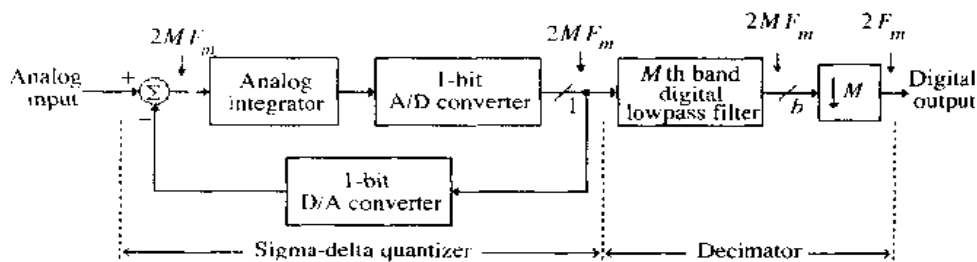 2MF_m
2MF_m
2MF_m
2F_m
Analog
input
+
Σ
−
Analog
integrator
1-bit
A/D converter
1
Mth band
digital
lowpass filter
b
↓M
Digital
output
1-bit
D/A converter
Sigma-delta quantizer
Decimator